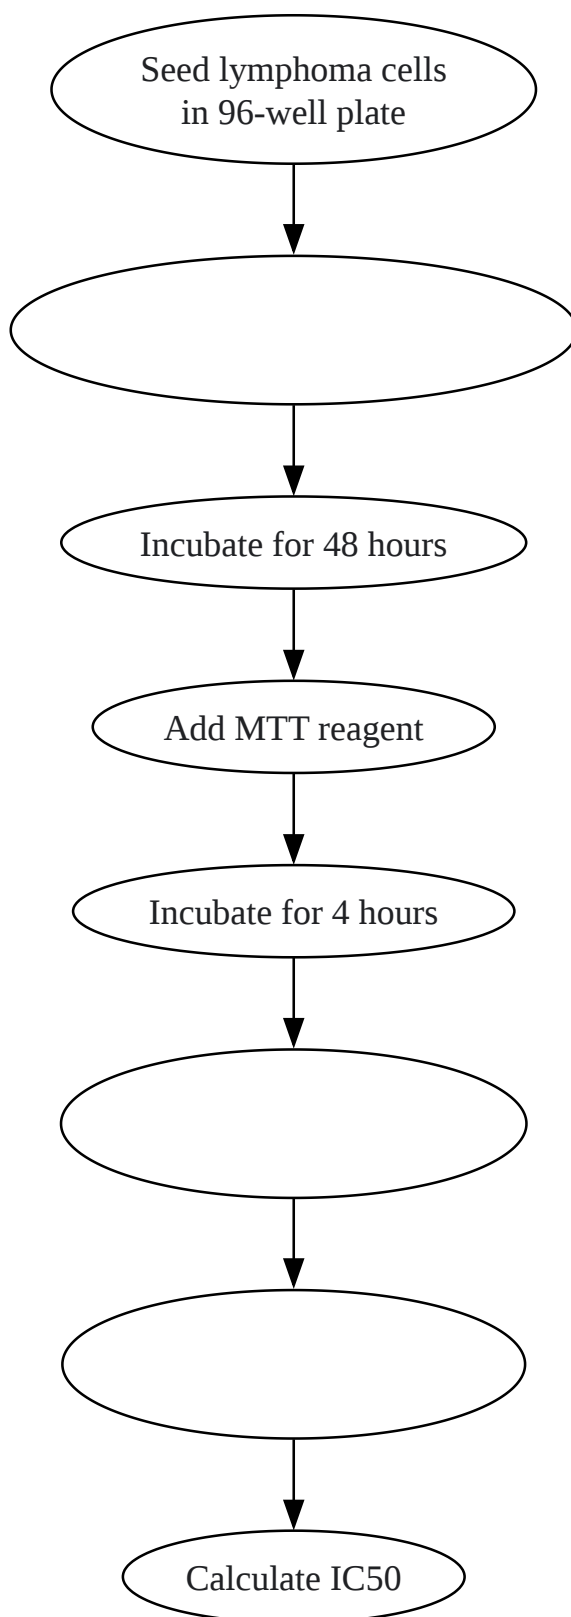 Seed lymphoma cells
in 96-well plate
Incubate for 48 hours
Add MTT reagent
Incubate for 4 hours
Calculate IC50